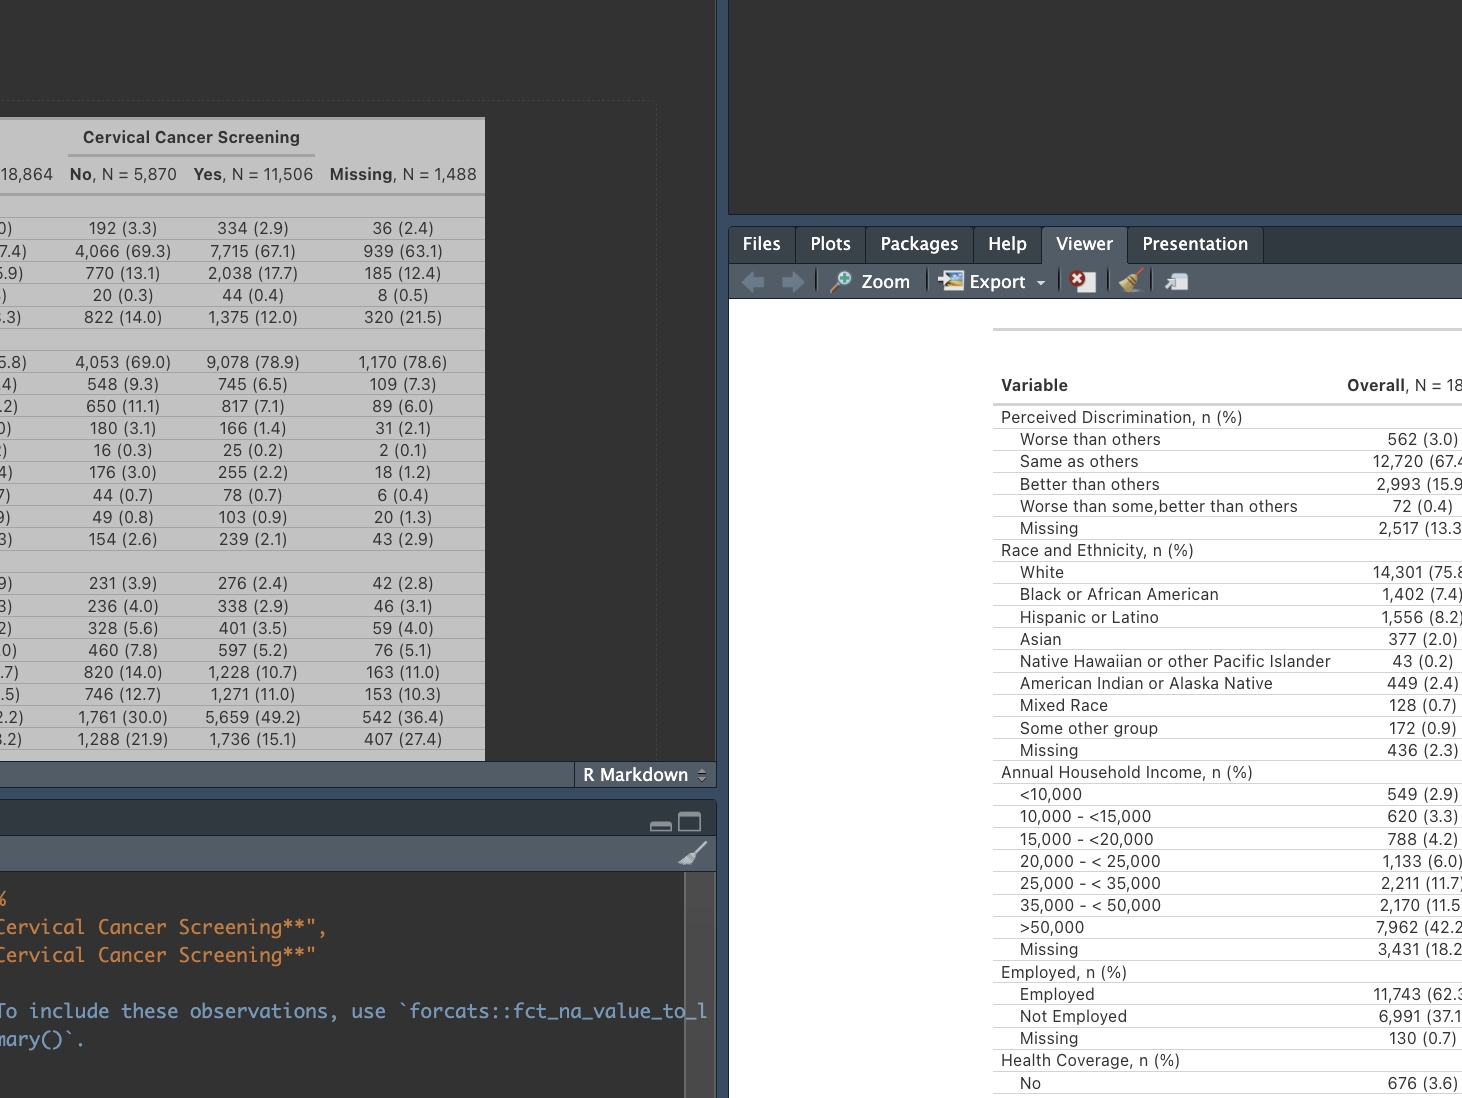 Cervical Cancer Screening
18,864 No, N = 5,870 Yes, N = 11,506 Missing, N = 1,488
0) 192 (3.3) 334 (2.9) 36 (2.4)
7.4) 4,066 (69.3) 7,715 (67.1) 939 (63.1)
5.9) 770 (13.1) 2,038 (17.7) 185 (12.4)
) 20 (0.3) 44 (0.4) 8 (0.5)
.3) 822 (14.0) 1,375 (12.0) 320 (21.5)
5.8) 4,053 (69.0) 9,078 (78.9) 1,170 (78.6)
4) 548 (9.3) 745 (6.5) 109 (7.3)
.2) 650 (11.1) 817 (7.1) 89 (6.0)
0) 180 (3.1) 166 (1.4) 31 (2.1)
) 16 (0.3) 25 (0.2) 2 (0.1)
4) 176 (3.0) 255 (2.2) 18 (1.2)
7) 44 (0.7) 78 (0.7) 6 (0.4)
9) 49 (0.8) 103 (0.9) 20 (1.3)
3) 154 (2.6) 239 (2.1) 43 (2.9)
9) 231 (3.9) 276 (2.4) 42 (2.8)
3) 236 (4.0) 338 (2.9) 46 (3.1)
2) 328 (5.6) 401 (3.5) 59 (4.0)
.0) 460 (7.8) 597 (5.2) 76 (5.1)
.7) 820 (14.0) 1,228 (10.7) 163 (11.0)
.5) 746 (12.7) 1,271 (11.0) 153 (10.3)
2.2) 1,761 (30.0) 5,659 (49.2) 542 (36.4)
8.2) 1,288 (21.9) 1,736 (15.1) 407 (27.4)
R Markdown
%
Cervical Cancer Screening**",
Cervical Cancer Screening**"
To include these observations, use `forcats::fct_na_value_to_l
mary()`.
Files Plots Packages Help Viewer Presentation
Zoom Export
Variable Overall, N = 18
Perceived Discrimination, n (%)
Worse than others 562 (3.0)
Same as others 12,720 (67.4
Better than others 2,993 (15.9
Worse than some,better than others 72 (0.4)
Missing 2,517 (13.3
Race and Ethnicity, n (%)
White 14,301 (75.8
Black or African American 1,402 (7.4)
Hispanic or Latino 1,556 (8.2)
Asian 377 (2.0)
Native Hawaiian or other Pacific Islander 43 (0.2)
American Indian or Alaska Native 449 (2.4)
Mixed Race 128 (0.7)
Some other group 172 (0.9)
Missing 436 (2.3)
Annual Household Income, n (%)
<10,000 549 (2.9)
10,000 - <15,000 620 (3.3)
15,000 - <20,000 788 (4.2)
20,000 - < 25,000 1,133 (6.0)
25,000 - < 35,000 2,211 (11.7)
35,000 - < 50,000 2,170 (11.5
>50,000 7,962 (42.2
Missing 3,431 (18.2
Employed, n (%)
Employed 11,743 (62.3
Not Employed 6,991 (37.1
Missing 130 (0.7)
Health Coverage, n (%)
No 676 (3.6)